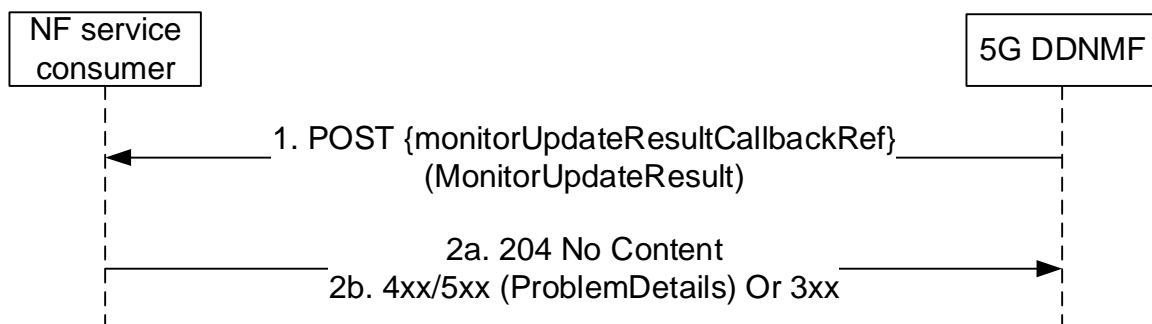 NF service
consumer
5G DDNMF
1. POST {monitorUpdateResultCallbackRef}
(MonitorUpdateResult)
2a. 204 No Content
2b. 4xx/5xx (ProblemDetails) Or 3xx